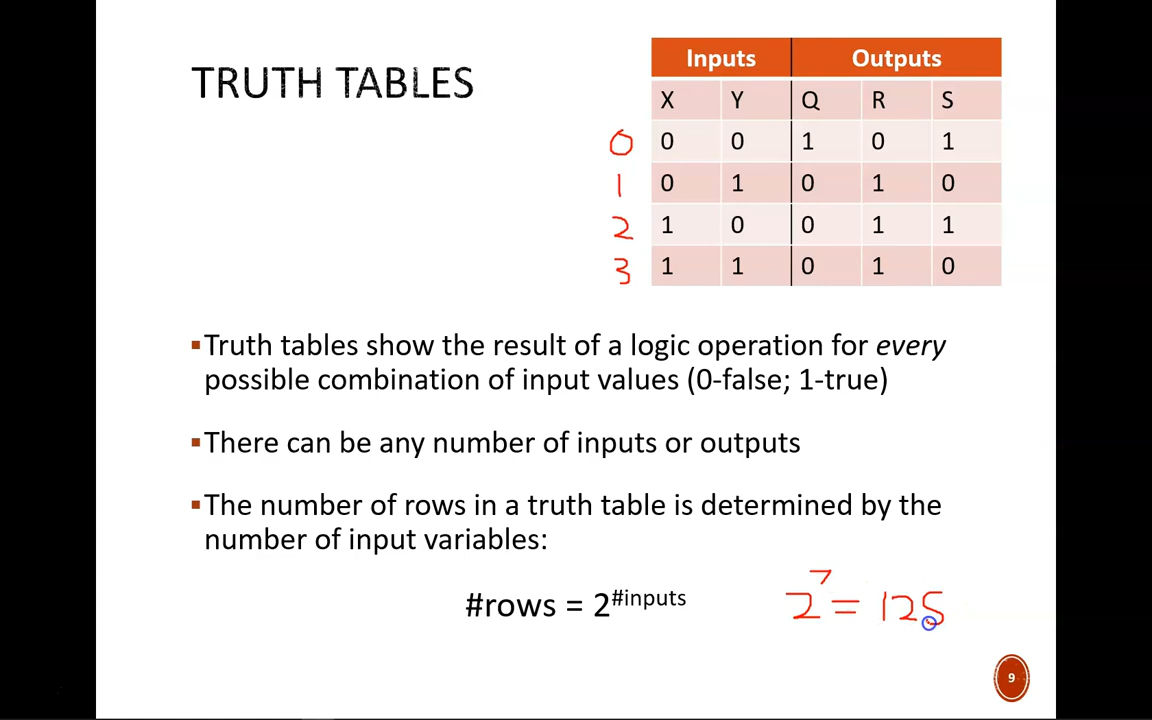 TRUTH TABLES
Inputs Outputs
X Y Q R S
0 0 0 1 0 1
1 0 1 0 1 0
2 1 0 0 1 1
3 1 1 0 1 0
▪Truth tables show the result of a logic operation for every
possible combination of input values (0-false; 1-true)
▪There can be any number of inputs or outputs
▪The number of rows in a truth table is determined by the
number of input variables:
#rows = 2^#inputs
2^7 = 125
9